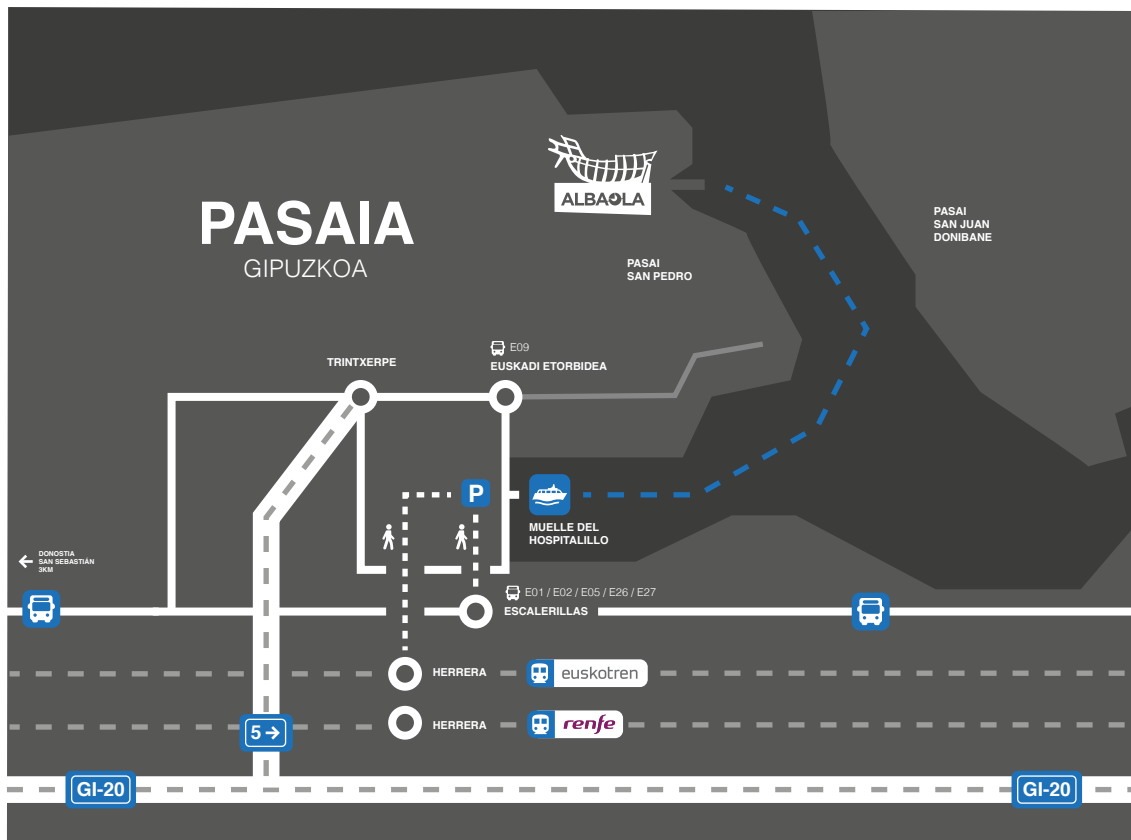 ALBAOLA
PASAIA
GIPUZKOA
PASAI
SAN JUAN
DONIBANE
PASAI
SAN PEDRO
E09
TRINTXERPE
EUSKADI ETORBIDEA
P
MUELLE DEL
HOSPITALILLO
DONOSTIA
SAN SEBASTIÁN
3KM
E01 / E02 / E05 / E26 / E27
ESCALERILLAS
HERRERA
euskotren
HERRERA
renfe
5 →
GI-20
GI-20